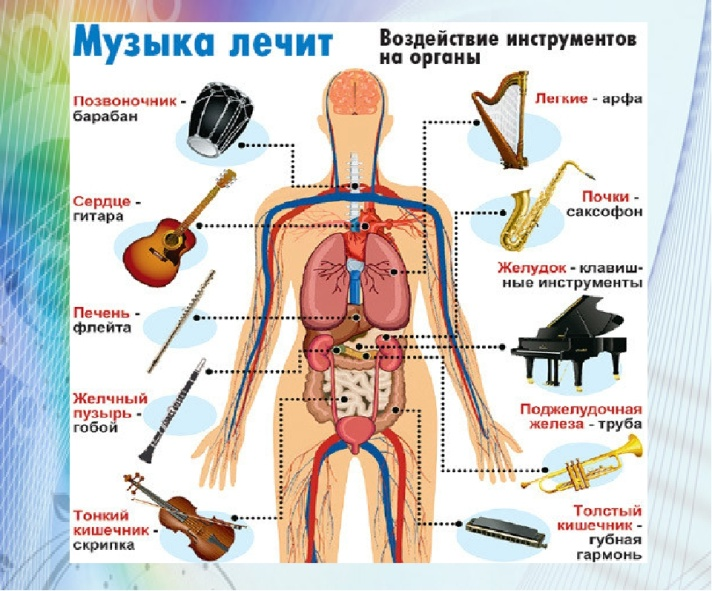 Музыка лечит
Воздействие инструментов
на органы
Позвоночник -
барабан
Сердце -
гитара
Печень -
флейта
Желчный
пузырь -
гобой
Тонкий
кишечник -
скрипка
Легкие - арфа
Почки -
саксофон
Желудок - клавиш-
ные инструменты
Поджелудочная
железа - труба
Толстый
кишечник -
губная
гармонь